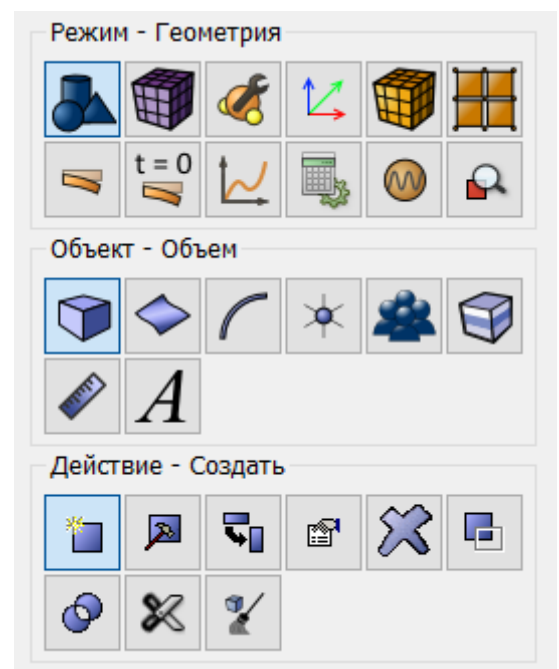 Режим - Геометрия
t = 0
Объект - Объем
A
Действие - Создать